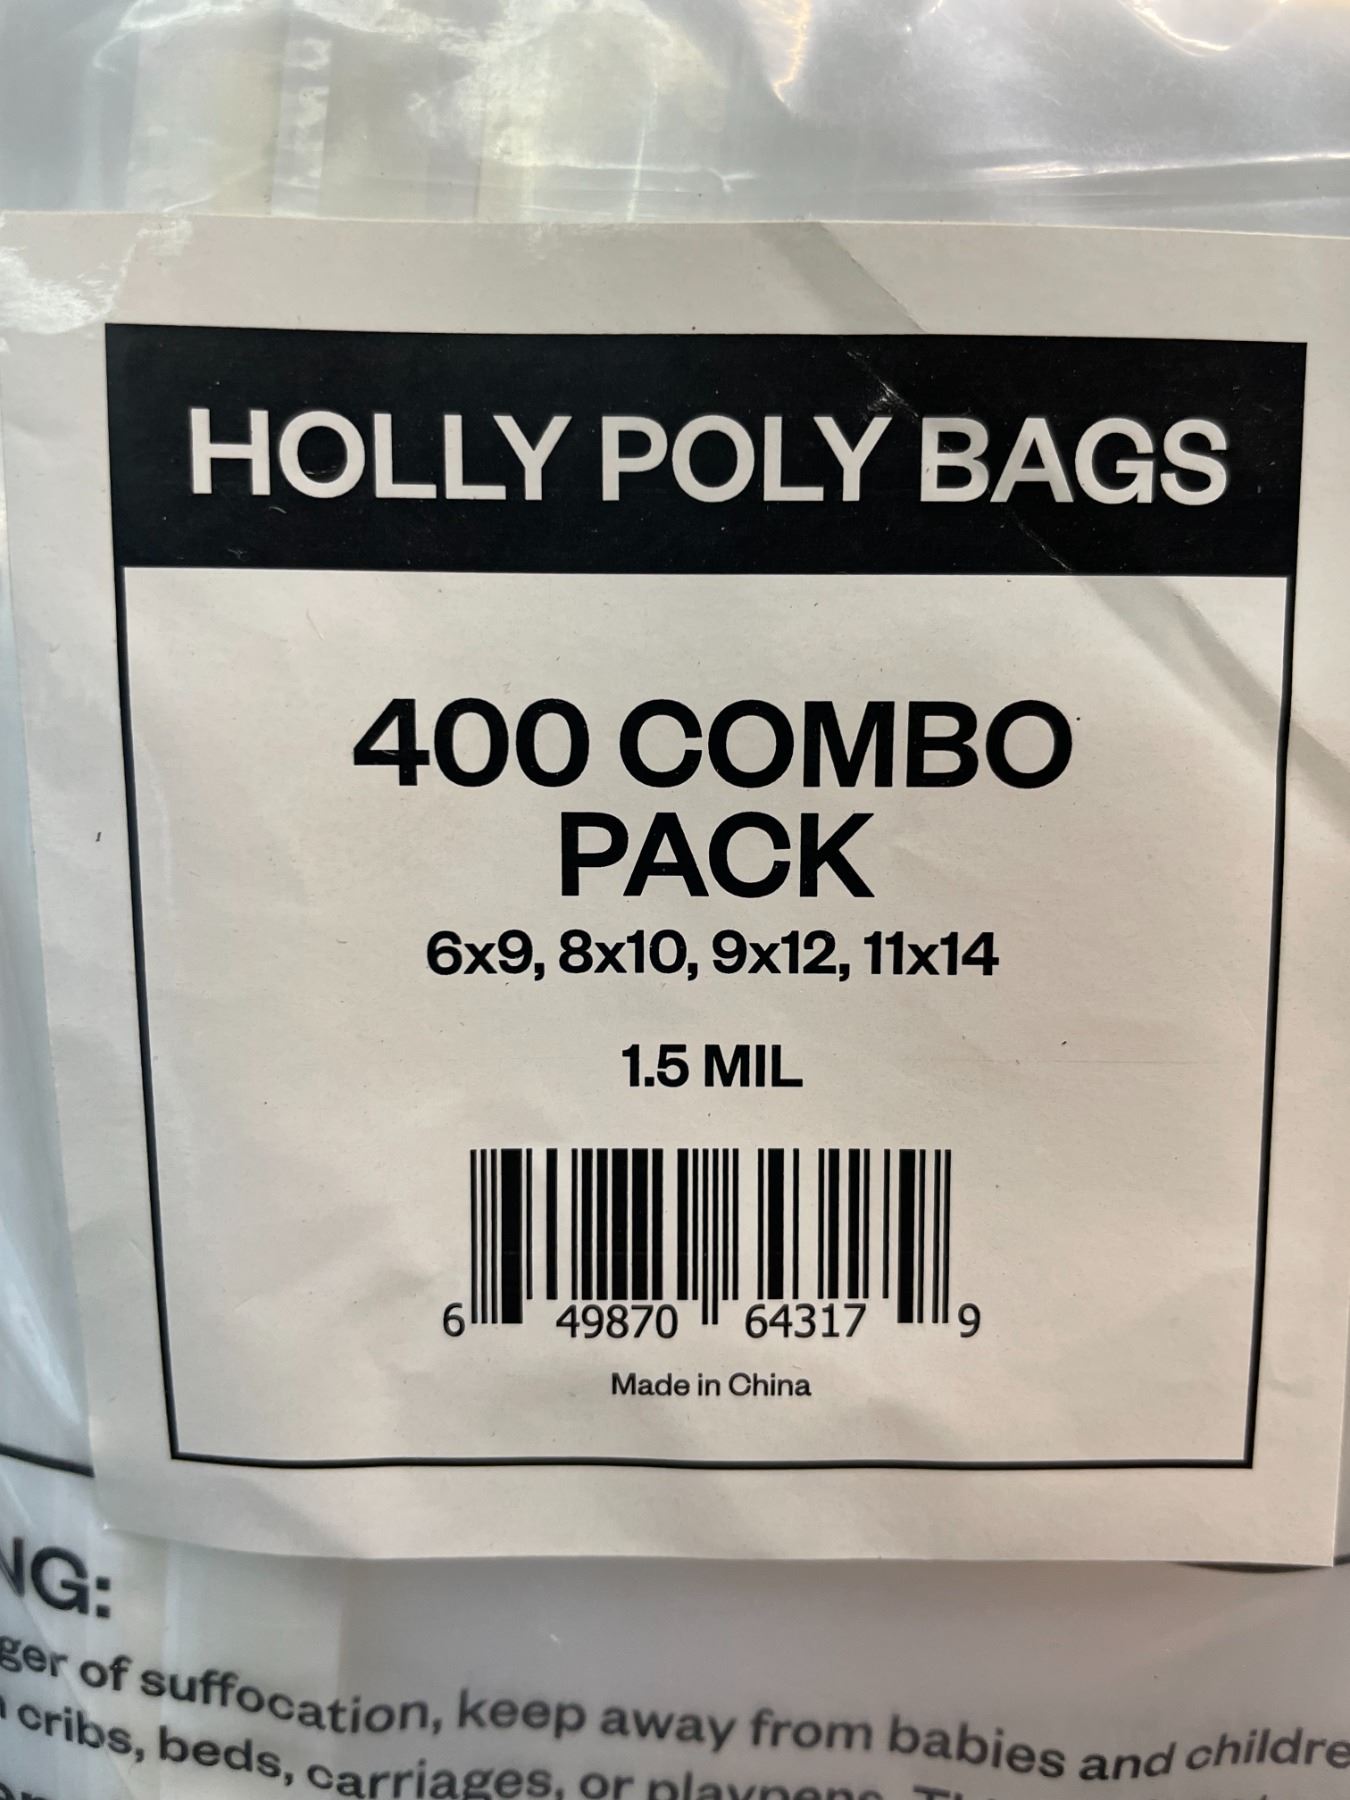 HOLLY POLY BAGS
400 COMBO
PACK
6x9, 8x10, 9x12, 11x14
1.5 MIL
6 49870 64317 9
Made in China
NG:
ger of suffocation, keep away from babies and childre
cribs, beds, carriages, or playpens.